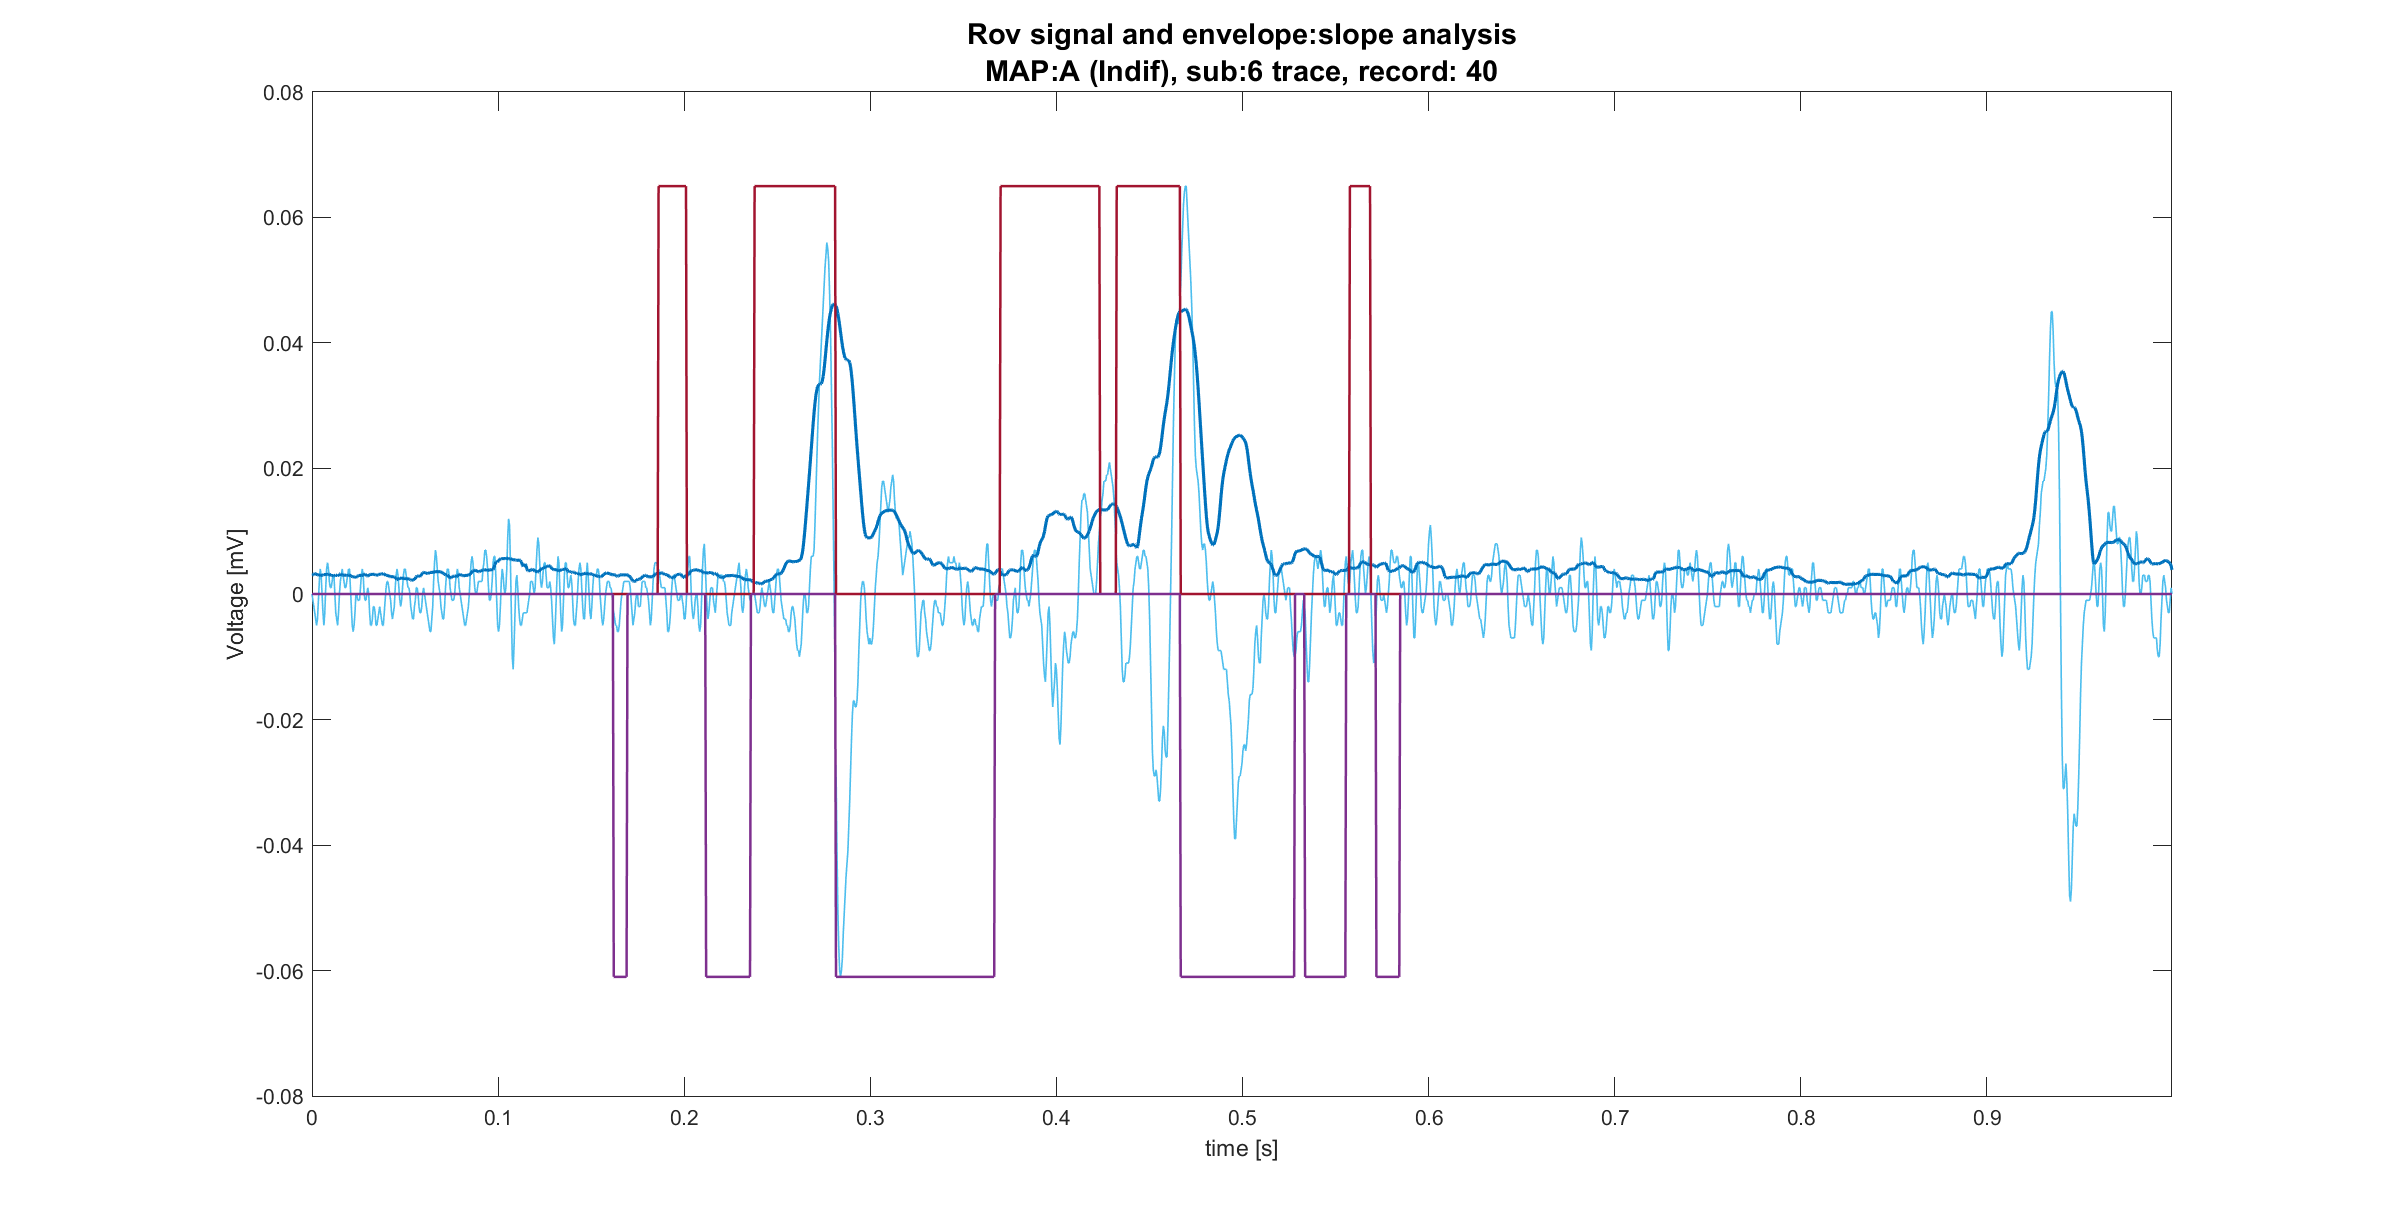 Rov signal and envelope:slope analysis
MAP:A (Indif), sub:6 trace, record: 40
0.08
0.06
0.04
0.02
0
-0.02
-0.04
-0.06
-0.08
Voltage [mV]
0 0.1 0.2 0.3 0.4 0.5 0.6 0.7 0.8 0.9
time [s]